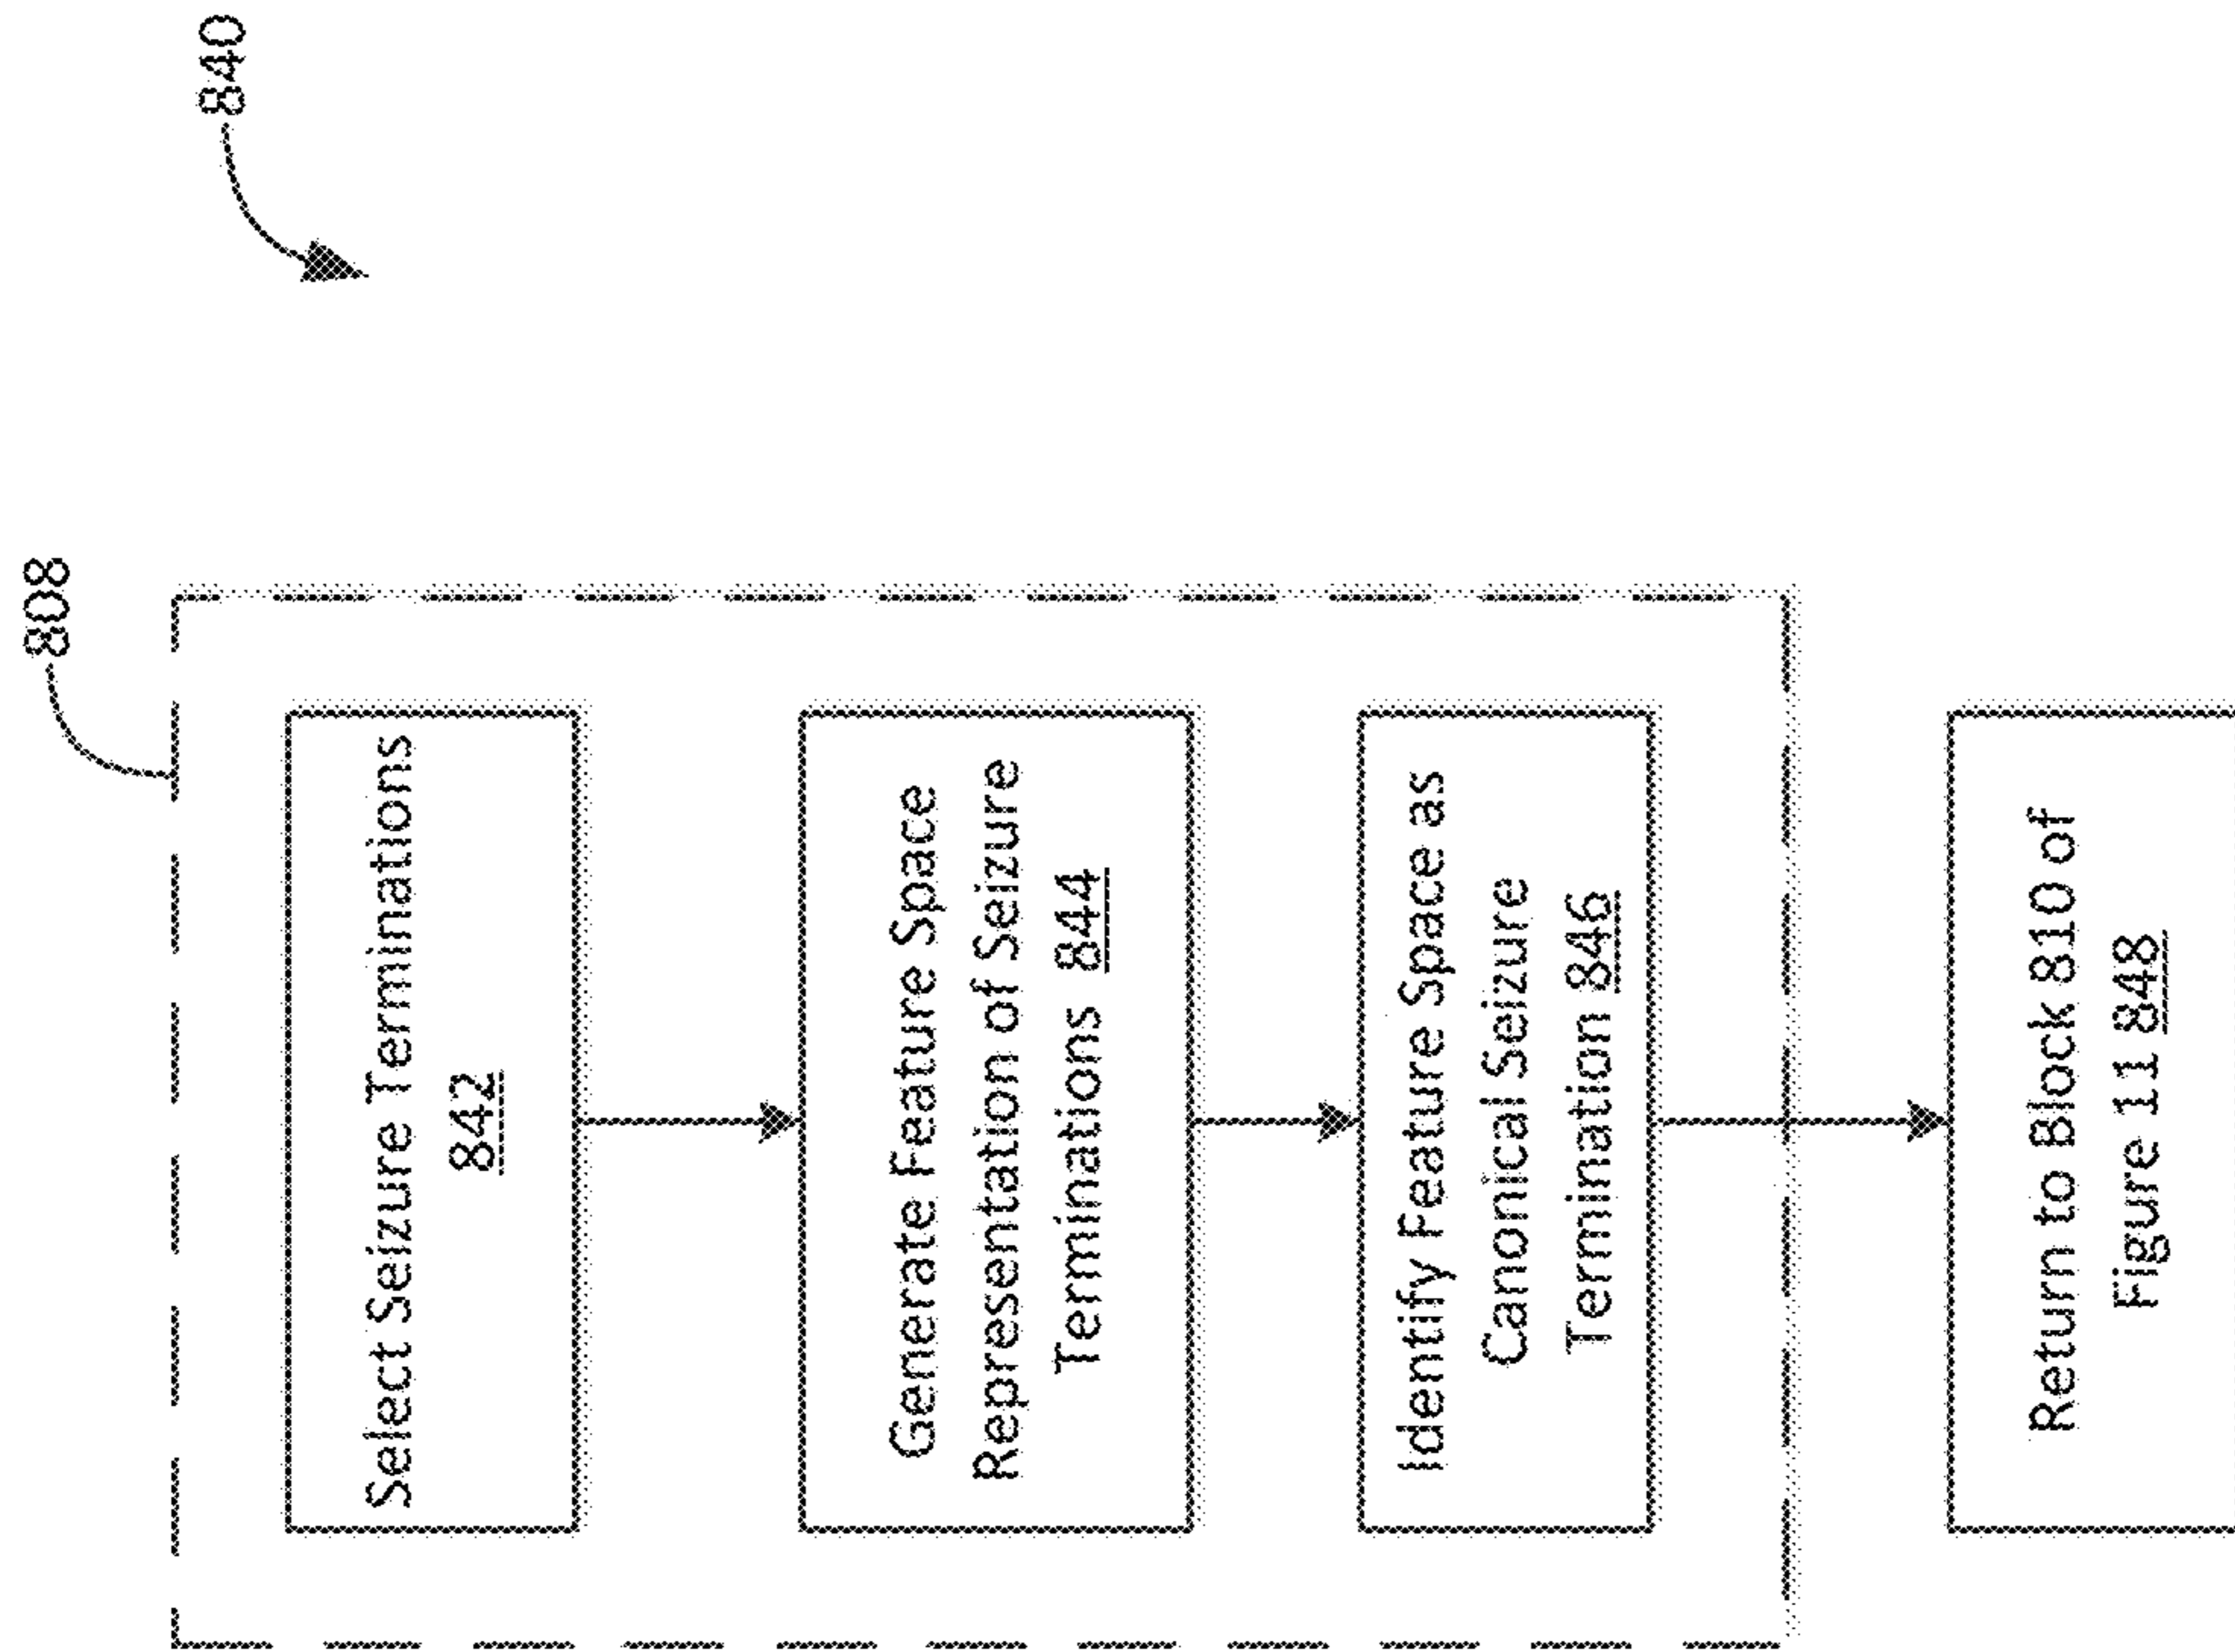 840
808
Select Seizure Terminations
842
Generate Feature Space
Representation of Seizure
Terminations 844
Identify Feature Space as
Canonical Seizure
Termination 846
Return to Block 810 of
Figure 11 848